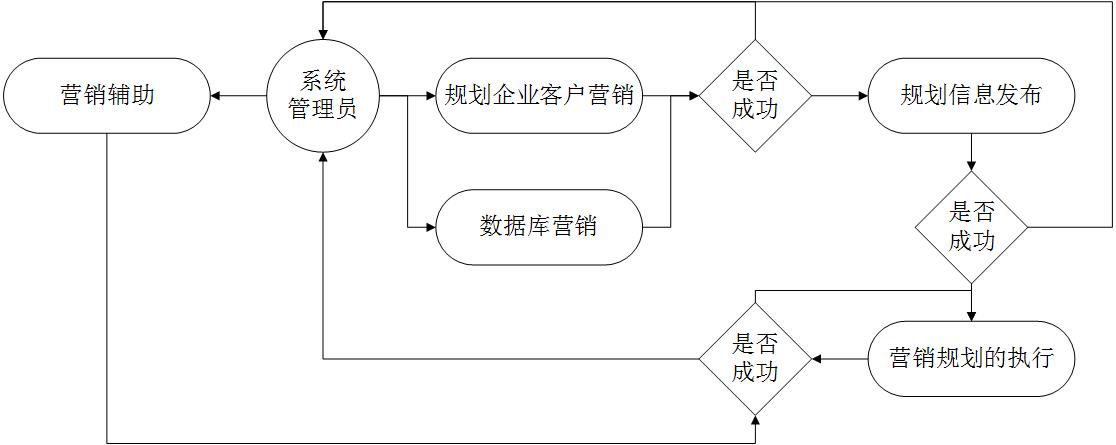 营销辅助
系统
管理员
规划企业客户营销
是否
成功
规划信息发布
数据库营销
是否
成功
是否
成功
营销规划的执行